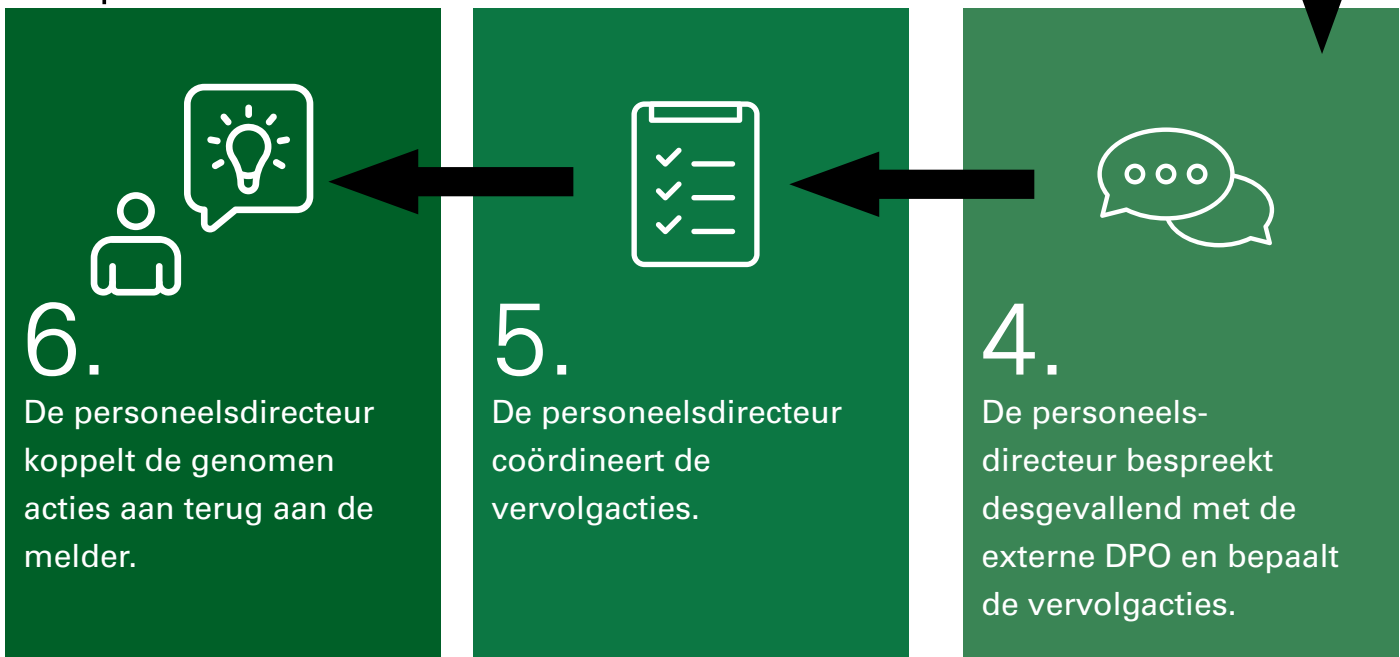 6.
De personeelsdirecteur
koppelt de genomen
acties aan terug aan de
melder.
5.
De personeelsdirecteur
coördineert de
vervolgacties.
4.
De personeels-
directeur bespreekt
desgevallend met de
externe DPO en bepaalt
de vervolgacties.